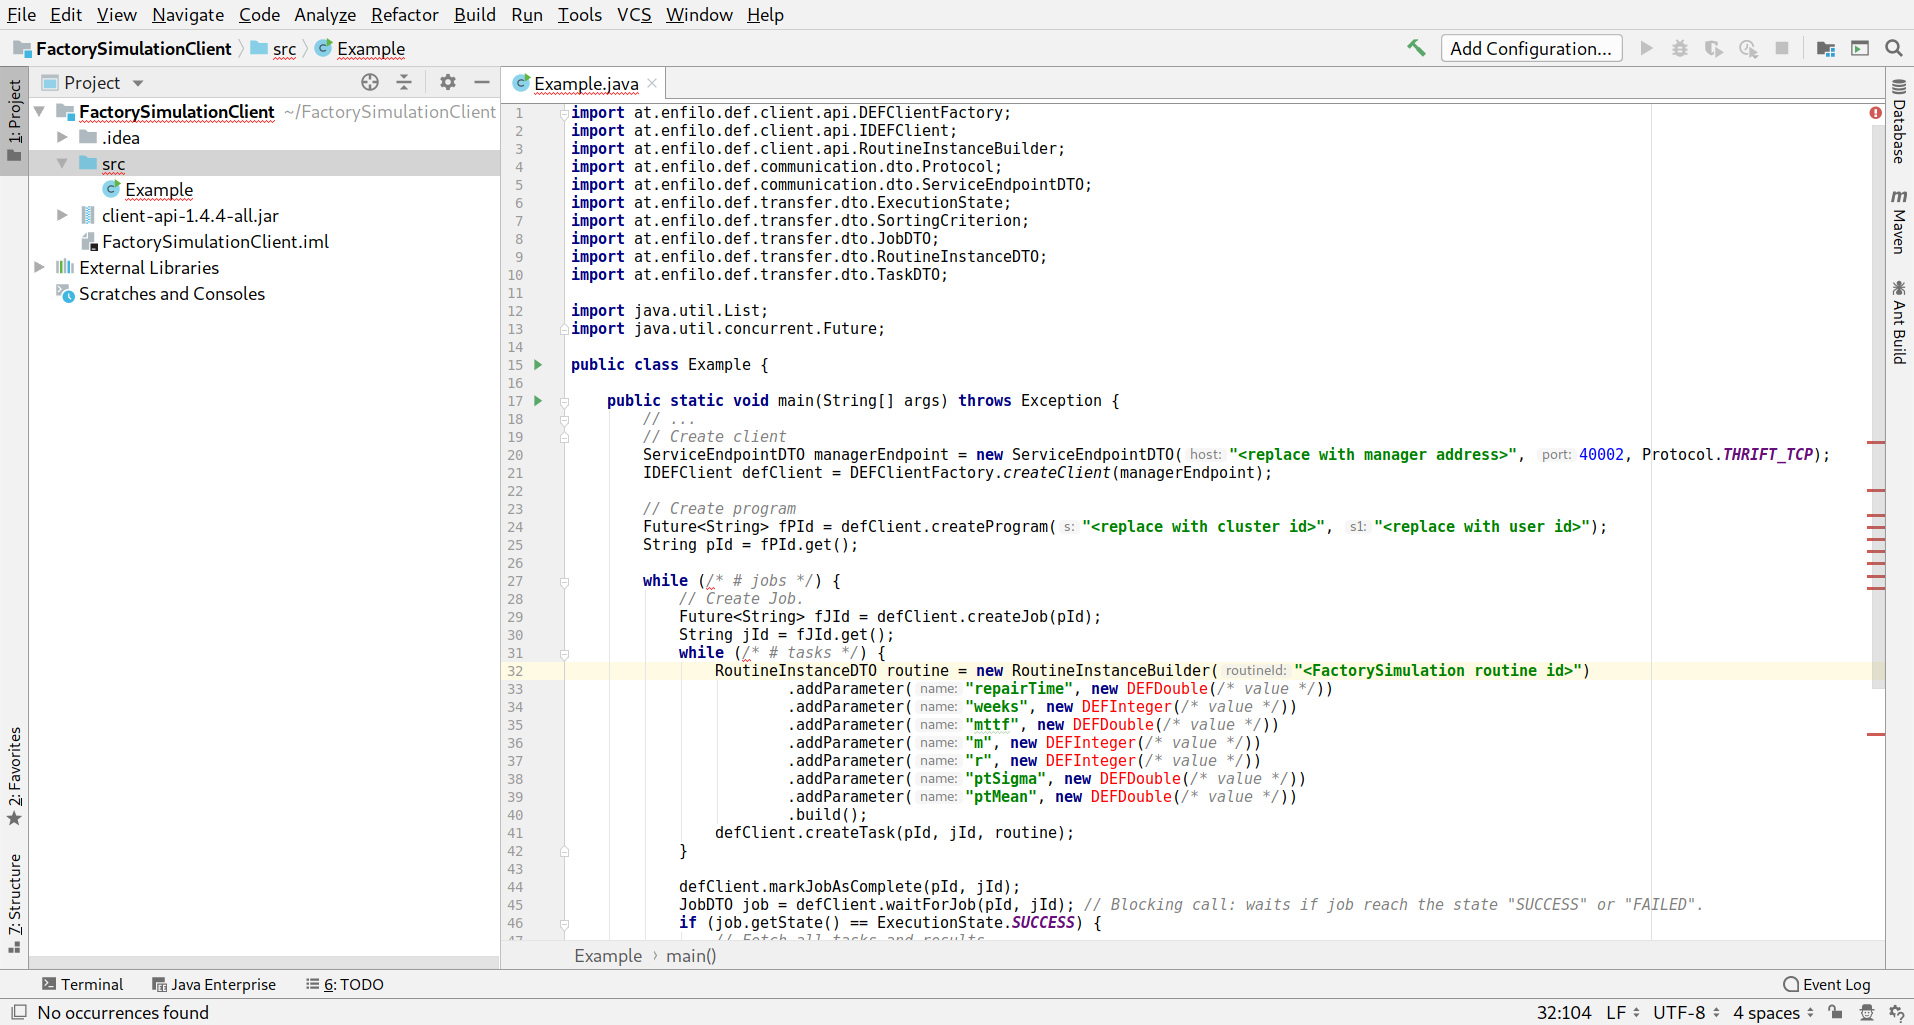 File Edit View Navigate Code Analyze Refactor Build Run Tools VCS Window Help
FactorySimulationClient src Example Add Configuration...
1: Project
Project
FactorySimulationClient ~/FactorySimulationClient
.idea
src
Example
client-api-1.4.4-all.jar
FactorySimulationClient.iml
External Libraries
Scratches and Consoles
2: Favorites
7: Structure
Example.java
1 import at.enfilo.def.client.api.DEFClientFactory;
2 import at.enfilo.def.client.api.IDEFClient;
3 import at.enfilo.def.client.api.RoutineInstanceBuilder;
4 import at.enfilo.def.communication.dto.Protocol;
5 import at.enfilo.def.communication.dto.ServiceEndpointDTO;
6 import at.enfilo.def.transfer.dto.ExecutionState;
7 import at.enfilo.def.transfer.dto.SortingCriterion;
8 import at.enfilo.def.transfer.dto.JobDTO;
9 import at.enfilo.def.transfer.dto.RoutineInstanceDTO;
10 import at.enfilo.def.transfer.dto.TaskDTO;
11
12 import java.util.List;
13 import java.util.concurrent.Future;
14
15 public class Example {
16
17 public static void main(String[] args) throws Exception {
18 // ...
19 // Create client
20 ServiceEndpointDTO managerEndpoint = new ServiceEndpointDTO( host: "<replace with manager address>", port: 40002, Protocol.THRIFT_TCP);
21 IDEFClient defClient = DEFClientFactory.createClient(managerEndpoint);
22
23 // Create program
24 Future<String> fPId = defClient.createProgram( s: "<replace with cluster id>", s1: "<replace with user id>");
25 String pId = fPId.get();
26
27 while (/* # jobs */) {
28 // Create Job.
29 Future<String> fJId = defClient.createJob(pId);
30 String jId = fJId.get();
31 while (/* # tasks */) {
32 RoutineInstanceDTO routine = new RoutineInstanceBuilder( routineId: "<FactorySimulation routine id>")
33 .addParameter( name: "repairTime", new DEFDouble(/* value */))
34 .addParameter( name: "weeks", new DEFInteger(/* value */))
35 .addParameter( name: "mttf", new DEFDouble(/* value */))
36 .addParameter( name: "m", new DEFInteger(/* value */))
37 .addParameter( name: "r", new DEFInteger(/* value */))
38 .addParameter( name: "ptSigma", new DEFDouble(/* value */))
39 .addParameter( name: "ptMean", new DEFDouble(/* value */))
40 .build();
41 defClient.createTask(pId, jId, routine);
42 }
43
44 defClient.markJobAsComplete(pId, jId);
45 JobDTO job = defClient.waitForJob(pId, jId); // Blocking call: waits if job reach the state "SUCCESS" or "FAILED".
46 if (job.getState() == ExecutionState.SUCCESS) {
47 // Fetch all tasks and results
Example main()
Database
Maven
Ant Build
Terminal Java Enterprise 6: TODO Event Log
No occurrences found 32:104 LF UTF-8 4 spaces